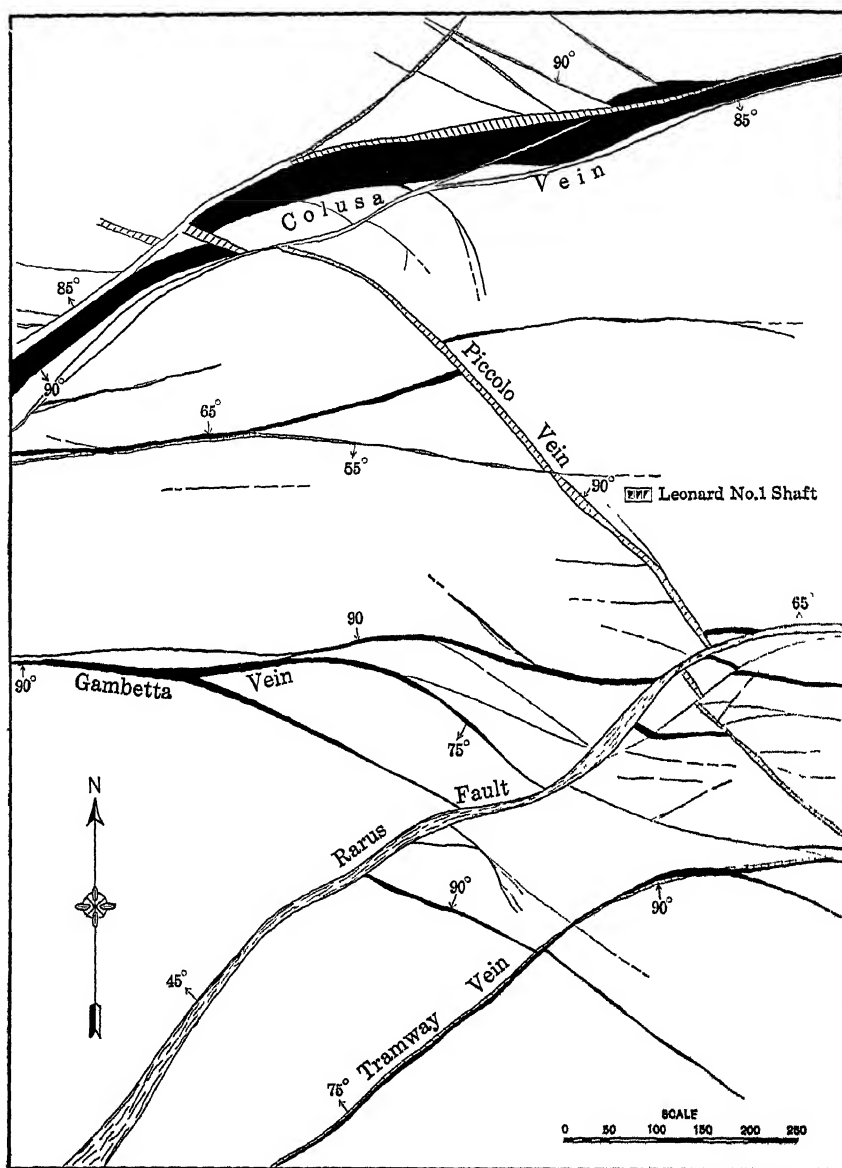 90°
85°
Colusa Vein
85°
90°
65°
55°
Piccolo Vein
90°
Leonard No.1 Shaft
65'
90
90°
Gambetta Vein
75°
N
Rarus Fault
90°
90°
45°
Tramway Vein
75°
SCALE
0 50 100 150 200 250